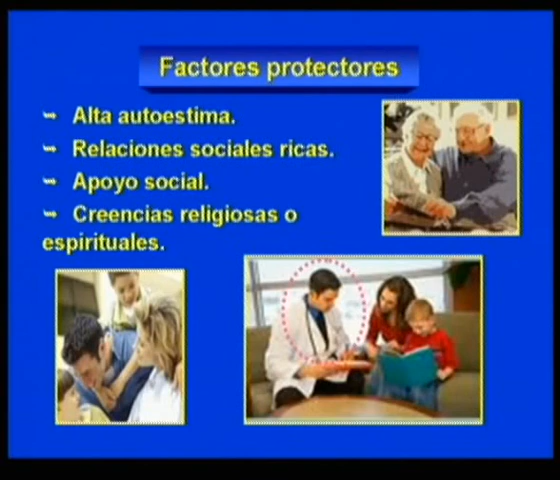 Factores protectores
Alta autoestima.
Relaciones sociales ricas.
Apoyo social.
Creencias religiosas o
espirituales.